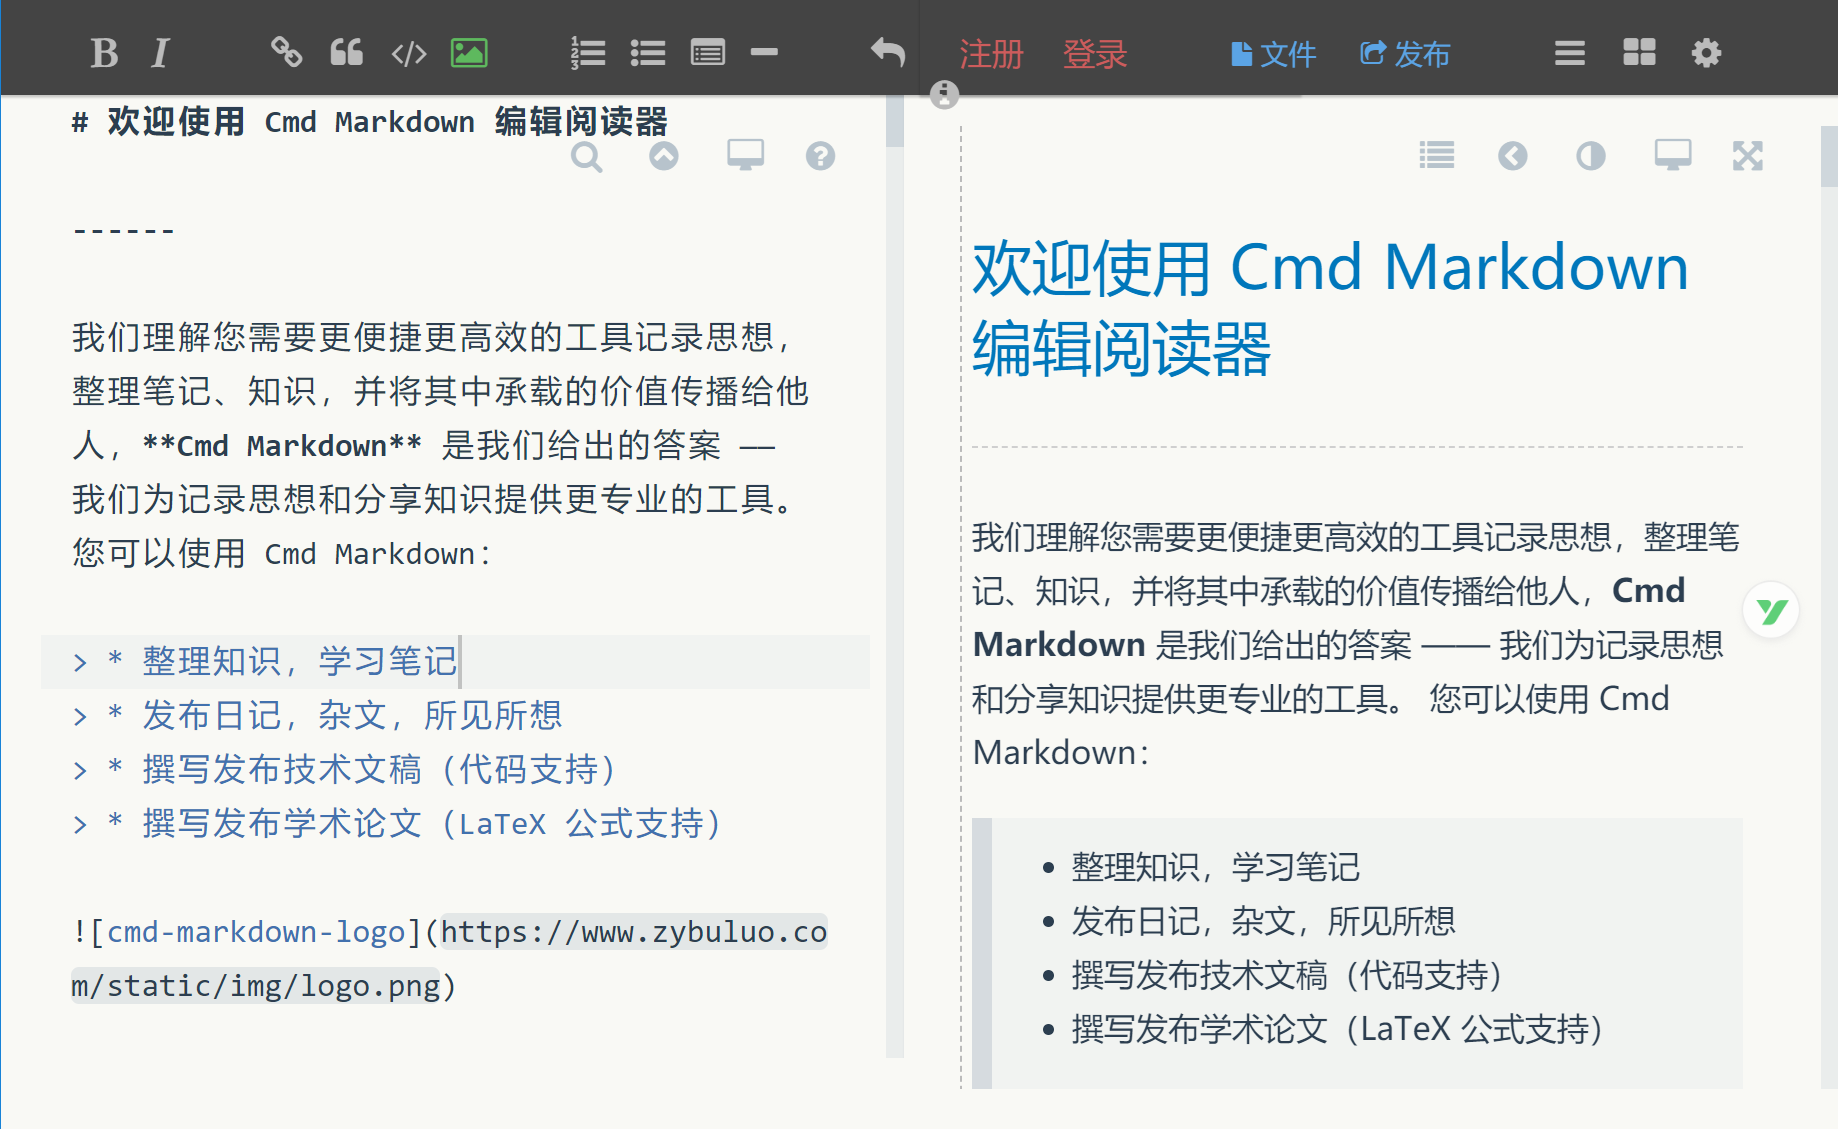 注册 登录 文件 发布
# 欢迎使用 Cmd Markdown 编辑阅读器
------
我们理解您需要更便捷更高效的工具记录思想，
整理笔记、知识，并将其中承载的价值传播给他
人，**Cmd Markdown** 是我们给出的答案 ——
我们为记录思想和分享知识提供更专业的工具。
您可以使用 Cmd Markdown：
> * 整理知识，学习笔记
> * 发布日记，杂文，所见所想
> * 撰写发布技术文稿（代码支持）
> * 撰写发布学术论文（LaTeX 公式支持）
![cmd-markdown-logo](https://www.zybuluo.co
m/static/img/logo.png)
欢迎使用 Cmd Markdown
编辑阅读器
我们理解您需要更便捷更高效的工具记录思想，整理笔
记、知识，并将其中承载的价值传播给他人，Cmd
Markdown 是我们给出的答案 —— 我们为记录思想
和分享知识提供更专业的工具。 您可以使用 Cmd
Markdown：
• 整理知识，学习笔记
• 发布日记，杂文，所见所想
• 撰写发布技术文稿（代码支持）
• 撰写发布学术论文（LaTeX 公式支持）